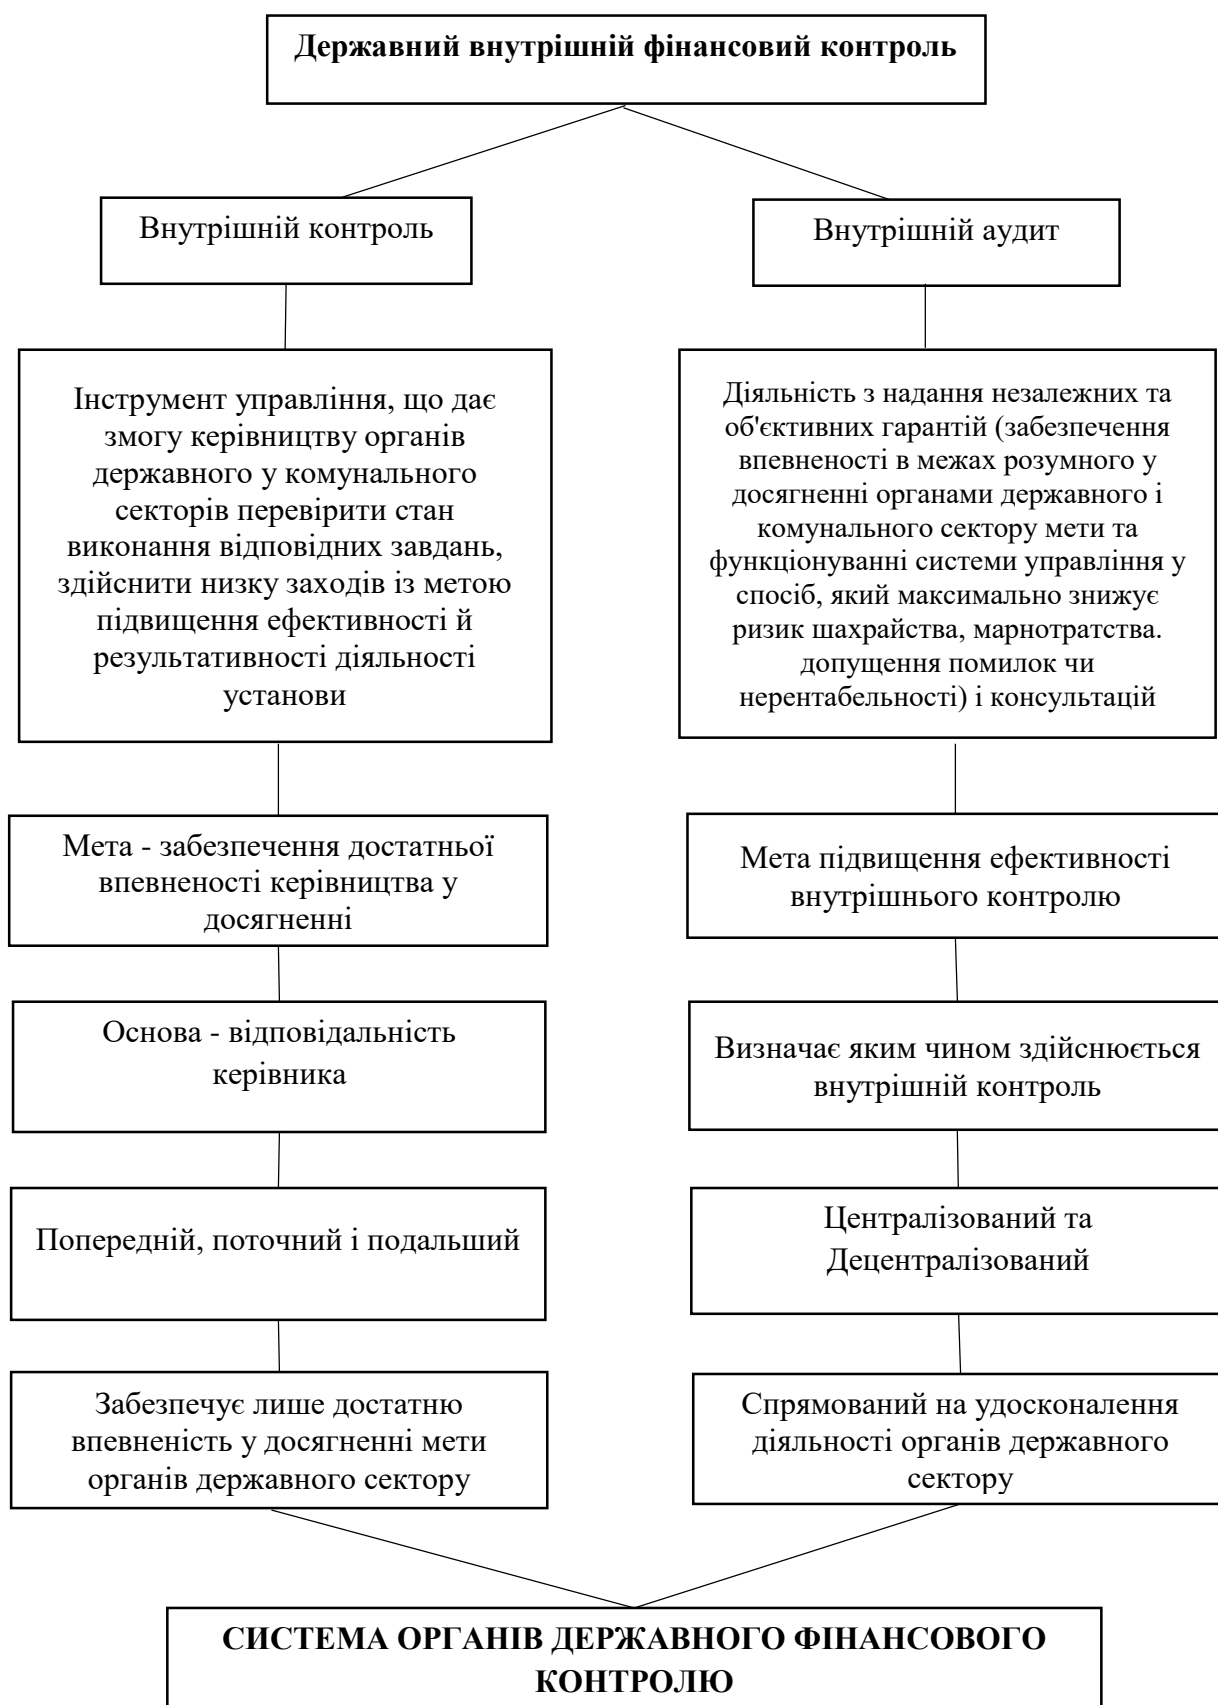 Державний внутрішній фінансовий контроль
Внутрішній контроль
Внутрішній аудит
Інструмент управління, що дає
змогу керівництву органів
державного у комунального
секторів перевірити стан
виконання відповідних завдань,
здійснити низку заходів із метою
підвищення ефективності й
результативності діяльності
установи
Діяльність з надання незалежних та
об'єктивних гарантій (забезпечення
впевненості в межах розумного у
досягненні органами державного і
комунального сектору мети та
функціонуванні системи управління у
спосіб, який максимально знижує
ризик шахрайства, марнотратства.
допущення помилок чи
нерентабельності) і консультацій
Мета - забезпечення достатньої
впевненості керівництва у
досягненні
Мета підвищення ефективності
внутрішнього контролю
Основа - відповідальність
керівника
Визначає яким чином здійснюється
внутрішній контроль
Попередній, поточний і подальший
Централізований та
Децентралізований
Забезпечує лише достатню
впевненість у досягненні мети
органів державного сектору
Спрямований на удосконалення
діяльності органів державного
сектору
СИСТЕМА ОРГАНІВ ДЕРЖАВНОГО ФІНАНСОВОГО
КОНТРОЛЮ